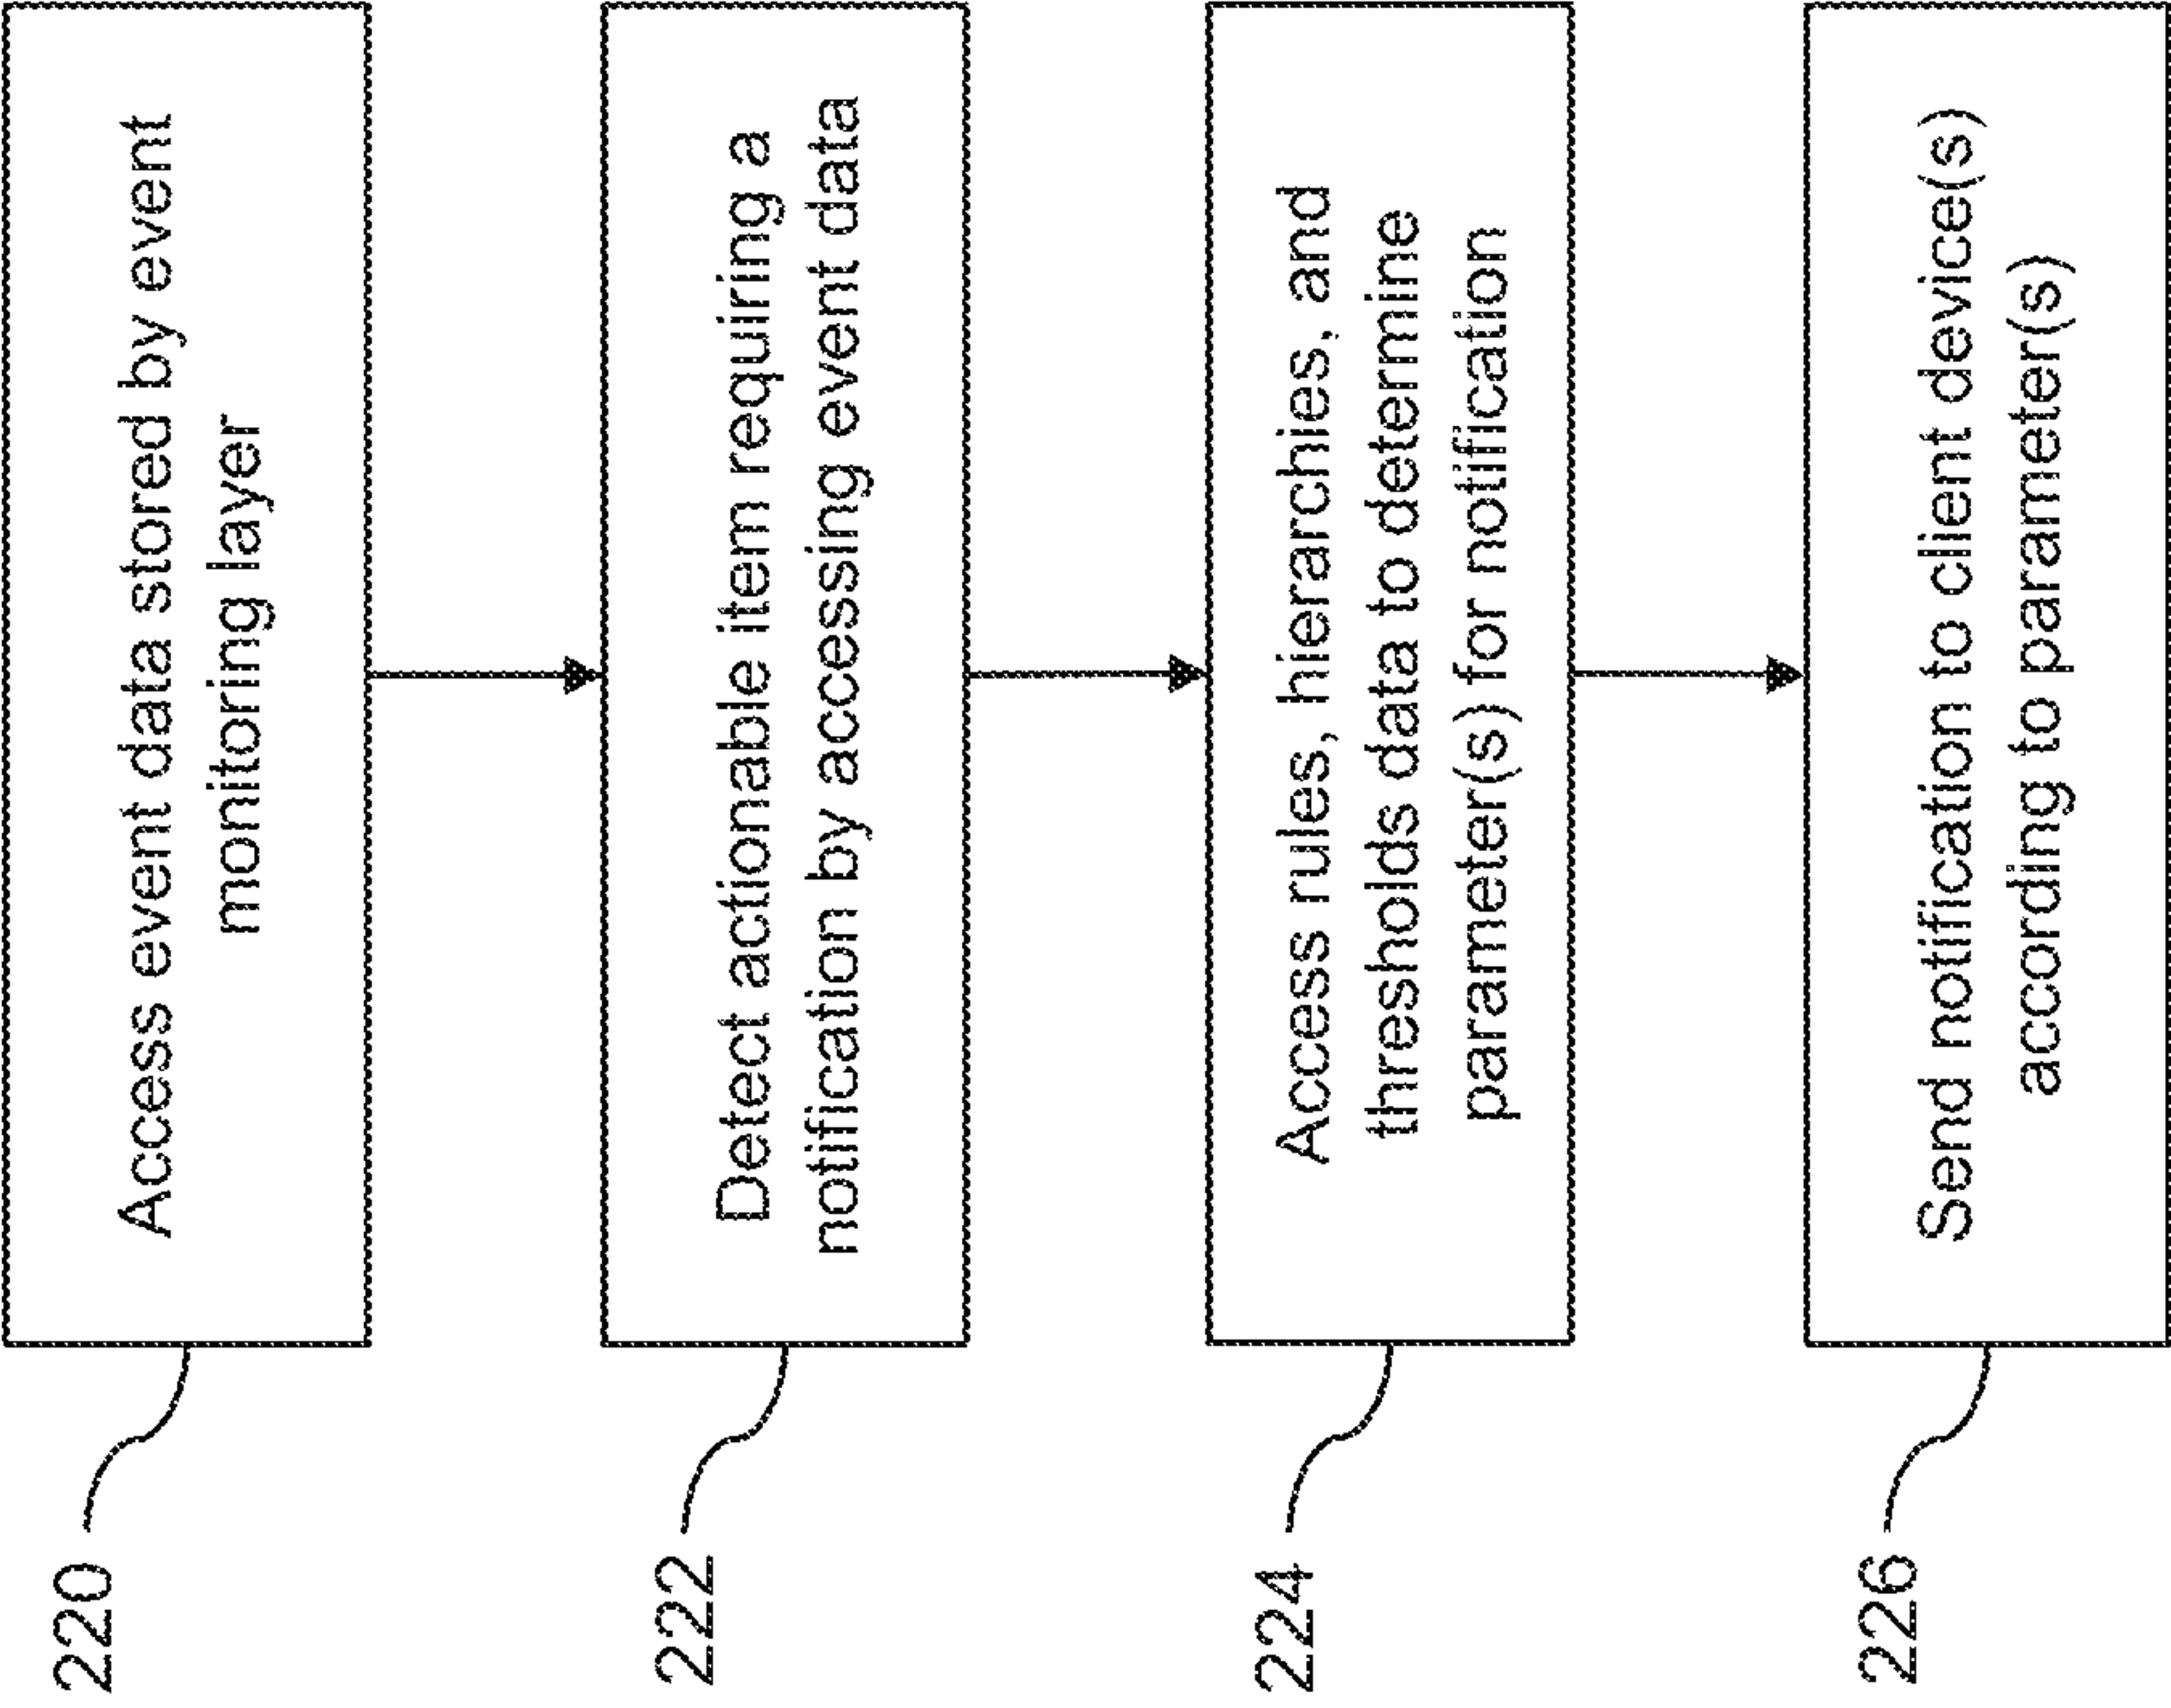 220
Access event data stored by event
monitoring layer
222
Detect actionable item requiring a
notification by accessing event data
224
Access rules, hierarchies, and
thresholds data to determine
parameter(s) for notification
226
Send notification to client device(s)
according to parameter(s)